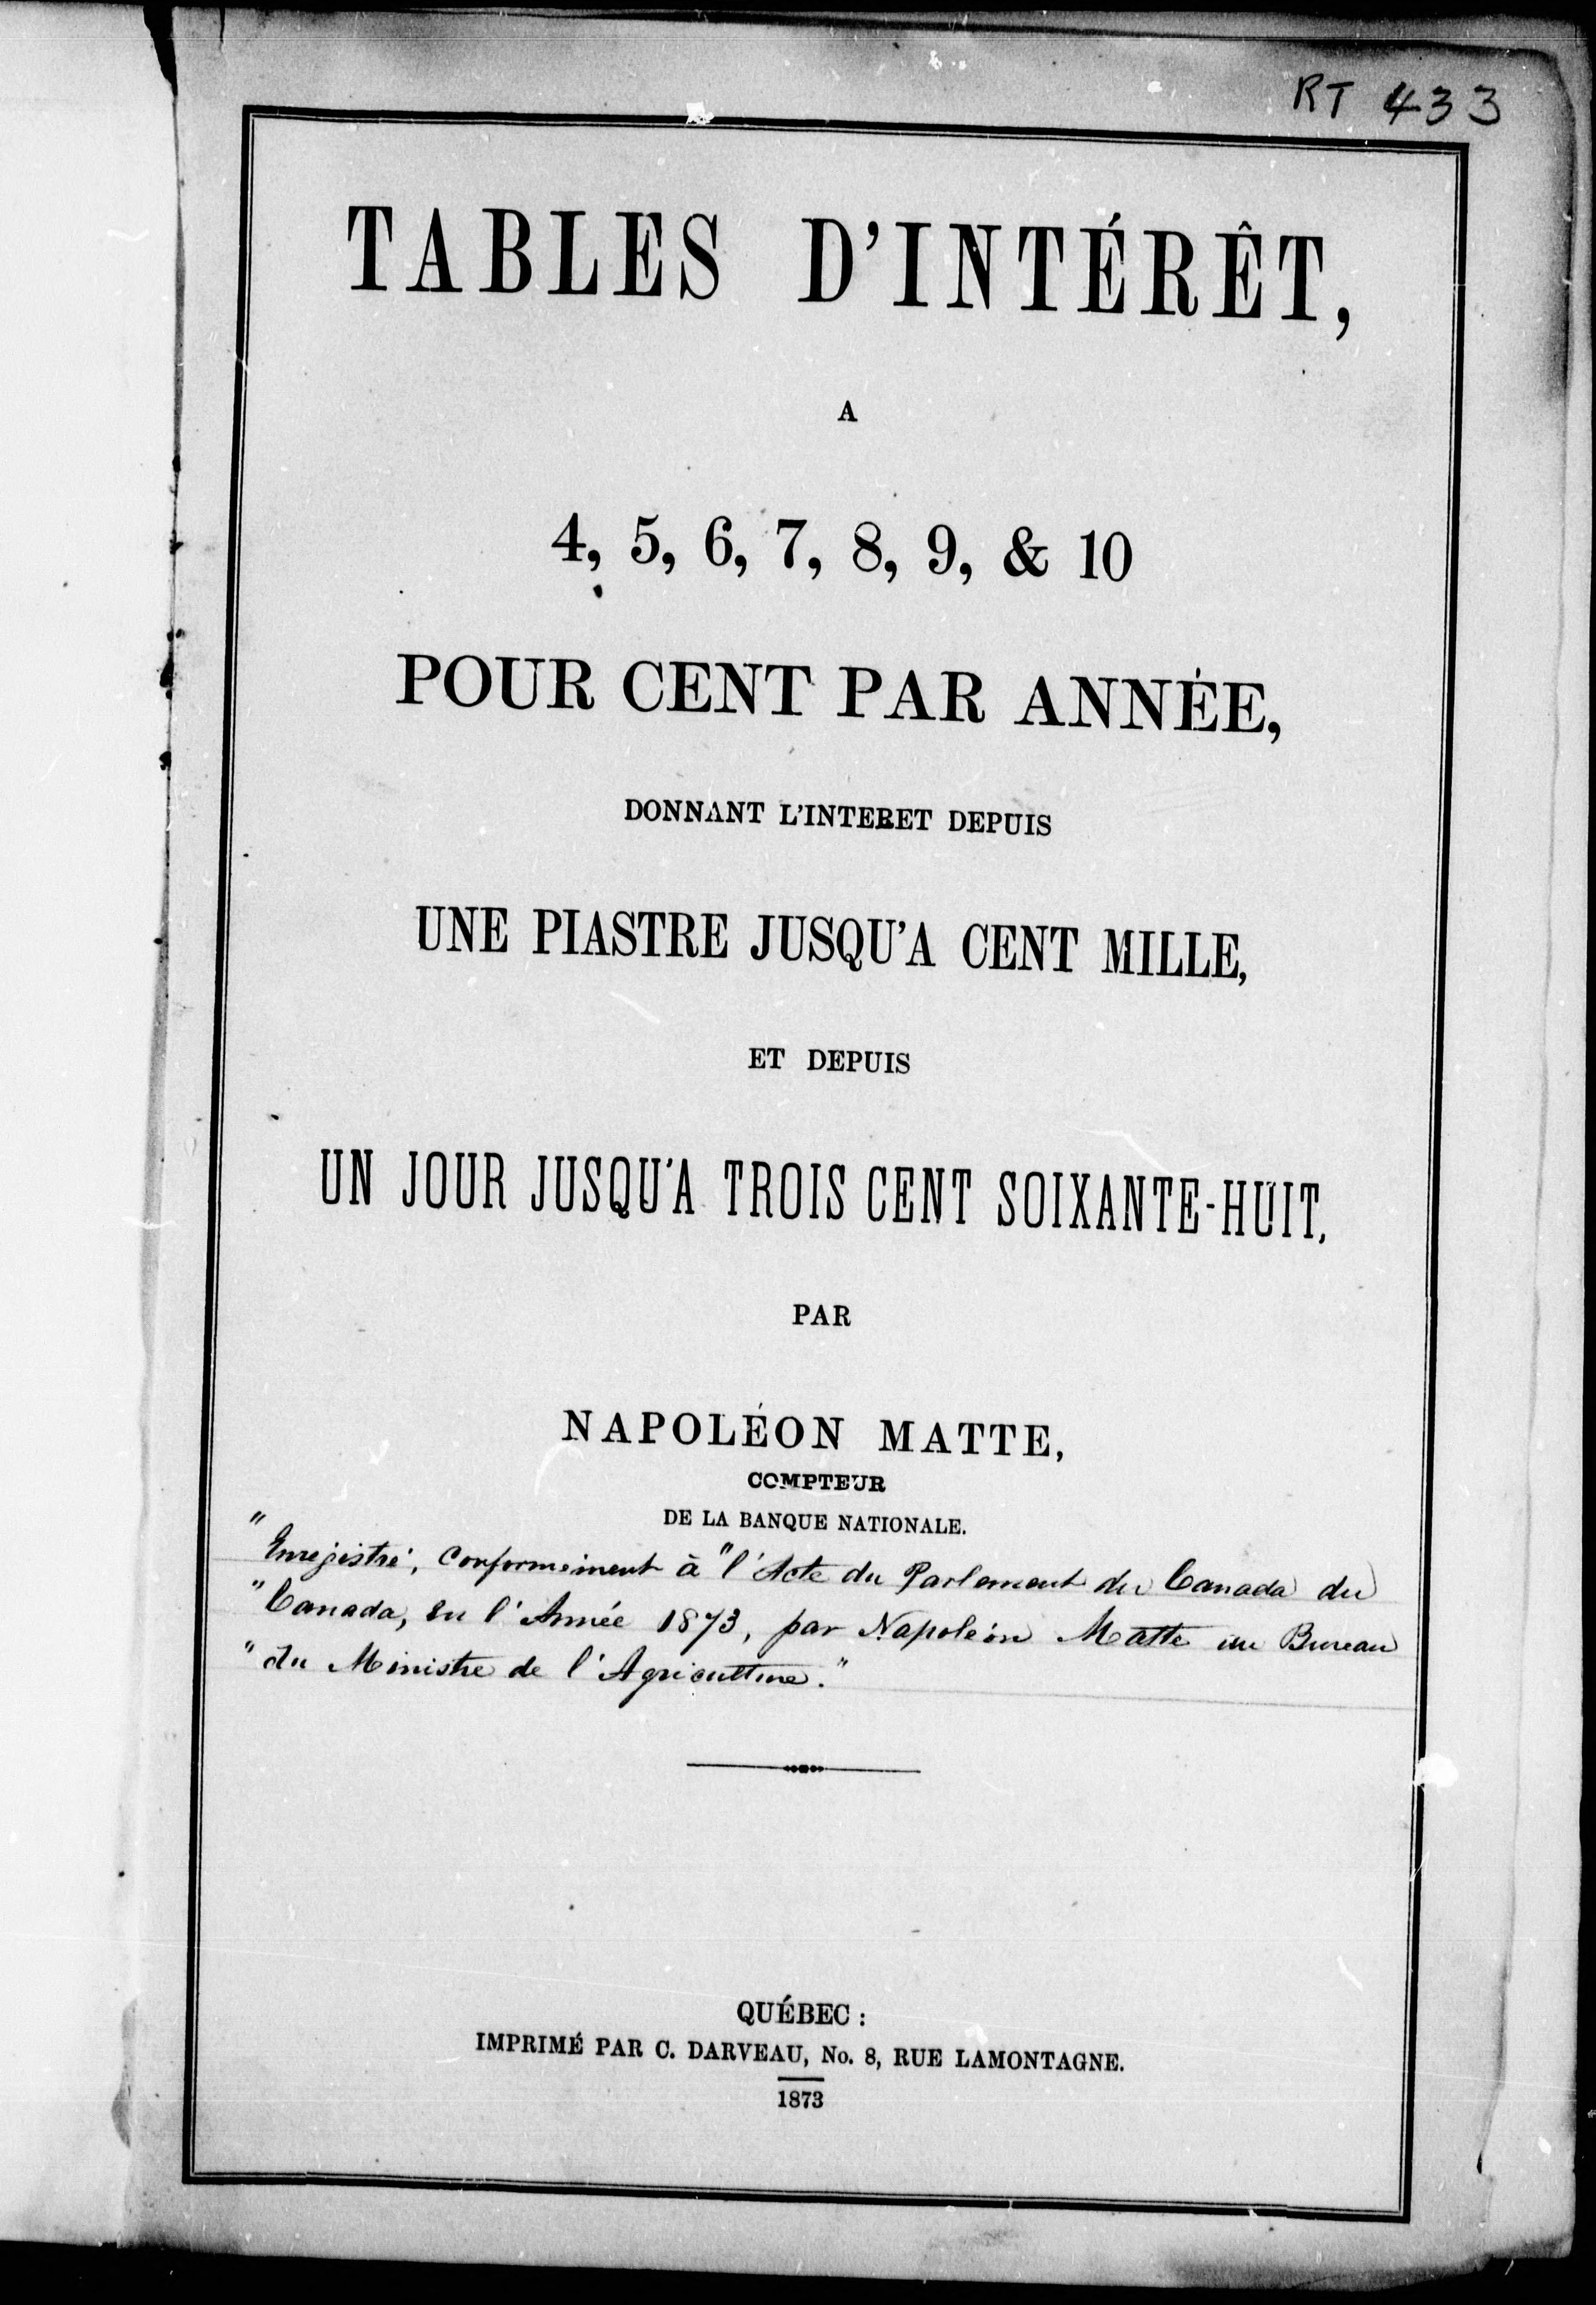 RT 433
TABLES D'INTÉRÊT,
A
4, 5, 6, 7, 8, 9, & 10
POUR CENT PAR ANNÉE,
DONNANT L'INTERET DEPUIS
UNE PIASTRE JUSQU'A CENT MILLE,
ET DEPUIS
UN JOUR JUSQU'A TROIS CENT SOIXANTE-HUIT,
PAR
NAPOLÉON MATTE,
COMPTEUR
DE LA BANQUE NATIONALE.
"Enregistré, Conformément à "l'Acte du Parlement du Canada du
"Canada, en l'Année 1873, par Napoléon Matte au Bureau
"du Ministre de l'Agriculture."
QUÉBEC :
IMPRIMÉ PAR C. DARVEAU, No. 8, RUE LAMONTAGNE.
1873